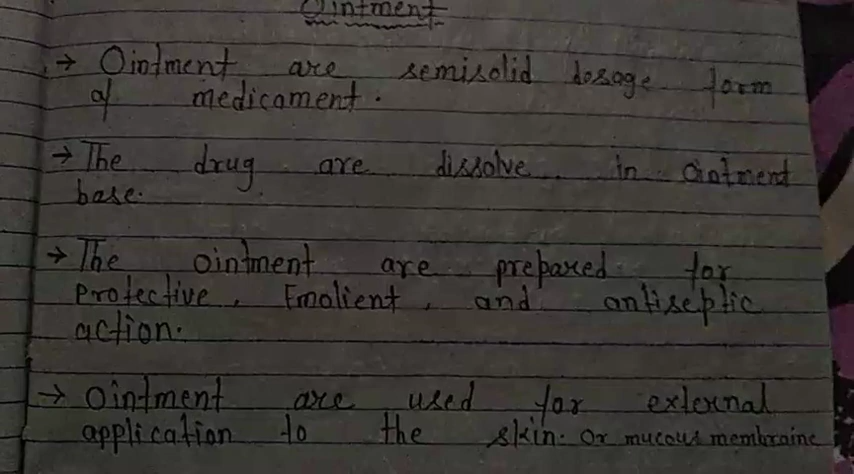 Ointment
→ Ointment are semisolid dosage form
of medicament.
→ The drug are dissolve in ointment
base.
→ The ointment are prepared for
Protective, Emolient, and antiseptic
action.
→ Ointment are used for external
application to the skin. or mucous membraine